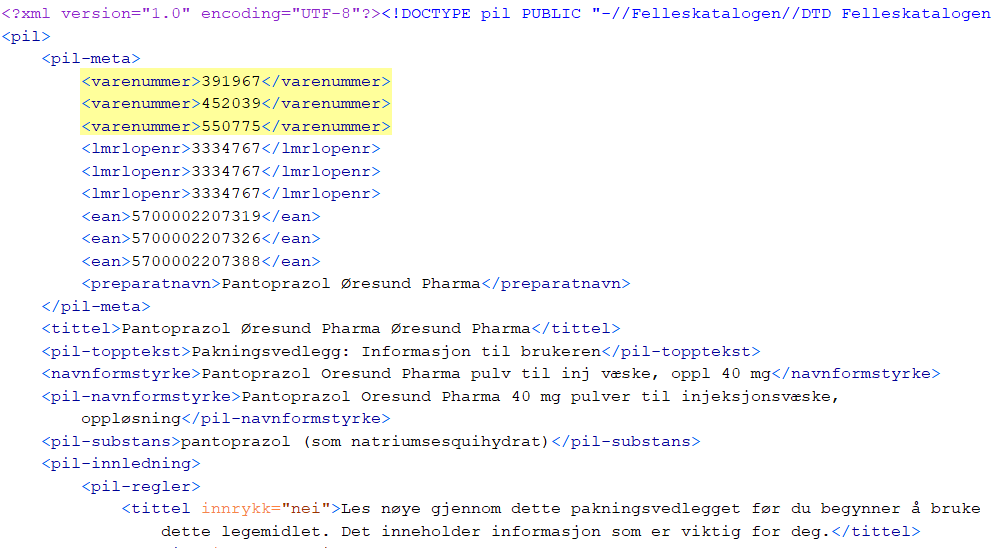 <?xml version="1.0" encoding="UTF-8"?><!DOCTYPE pil PUBLIC "-//Felleskatalogen//DTD Felleskatalogen
<pil>
<pil-meta>
<varenummer>391967</varenummer>
<varenummer>452039</varenummer>
<varenummer>550775</varenummer>
<lmrlopenr>3334767</lmrlopenr>
<lmrlopenr>3334767</lmrlopenr>
<lmrlopenr>3334767</lmrlopenr>
<ean>5700002207319</ean>
<ean>5700002207326</ean>
<ean>5700002207388</ean>
<preparatnavn>Pantoprazol Øresund Pharma</preparatnavn>
</pil-meta>
<tittel>Pantoprazol Øresund Pharma Øresund Pharma</tittel>
<pil-topptekst>Pakningsvedlegg: Informasjon til brukeren</pil-topptekst>
<navnformstyrke>Pantoprazol Oresund Pharma pulv til inj væske, oppl 40 mg</navnformstyrke>
<pil-navnformstyrke>Pantoprazol Oresund Pharma 40 mg pulver til injeksjonsvæske,
oppløsning</pil-navnformstyrke>
<pil-substans>pantoprazol (som natriumsesquihydrat)</pil-substans>
<pil-innledning>
<pil-regler>
<tittel innrykk="nei">Les nøye gjennom dette pakningsvedlegget før du begynner å bruke
dette legemidlet. Det inneholder informasjon som er viktig for deg.</tittel>